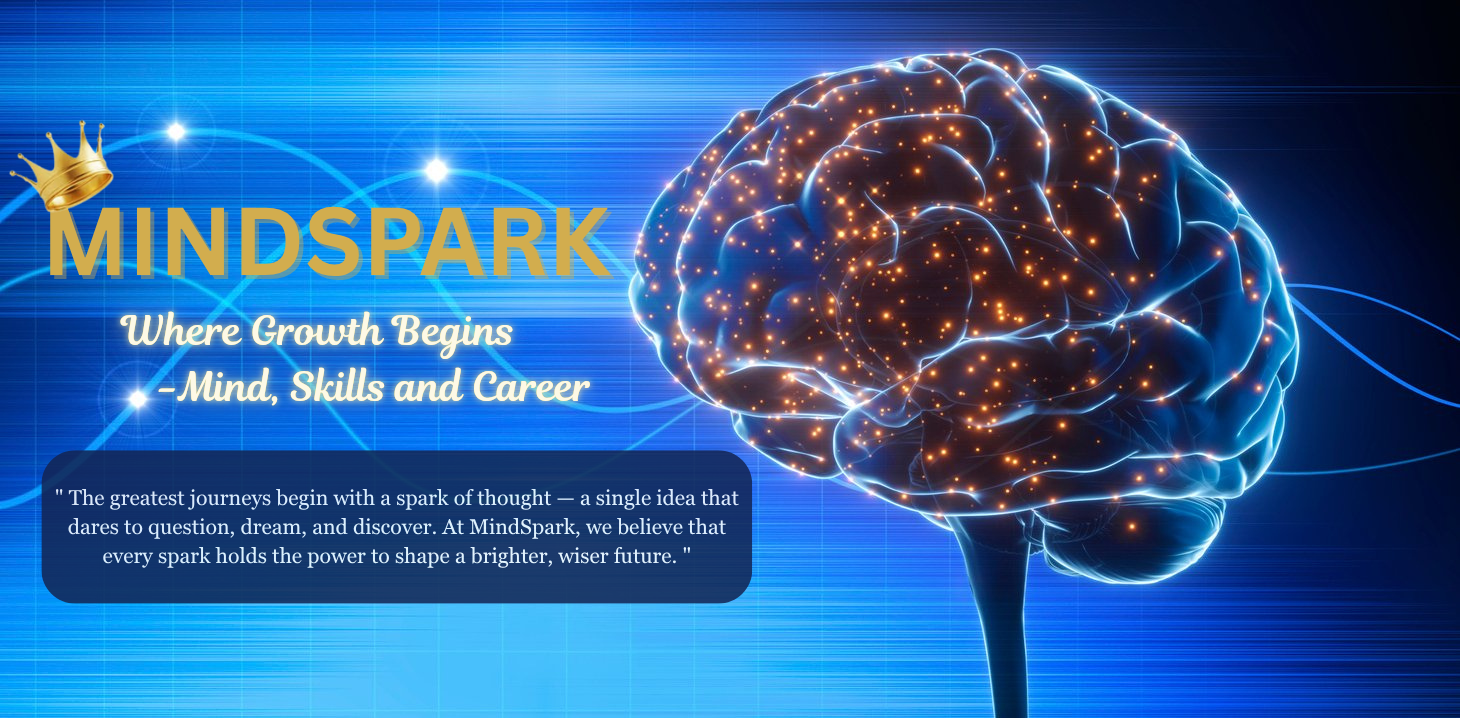 MINDSPARK
Where Growth Begins
-Mind, Skills and Career
" The greatest journeys begin with a spark of thought — a single idea that
dares to question, dream, and discover. At MindSpark, we believe that
every spark holds the power to shape a brighter, wiser future. "